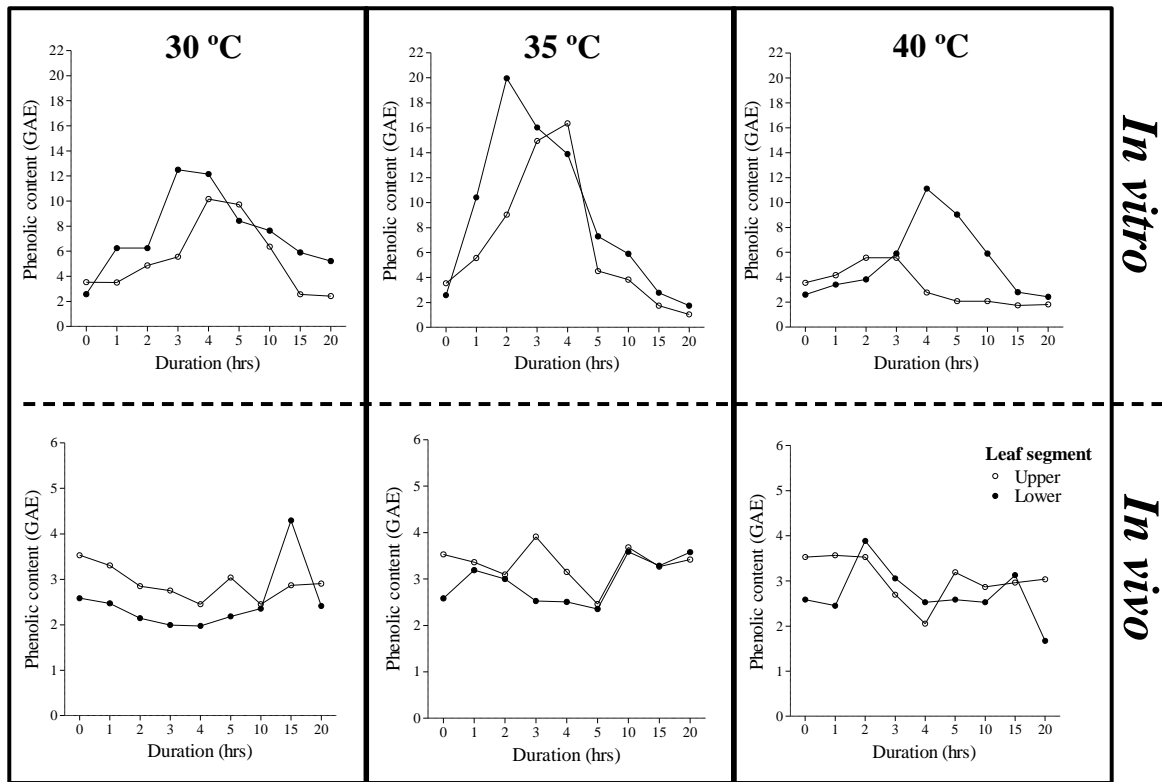 30 ºC
35 ºC
40 ºC
Phenolic content (GAE)
22
20
18
16
14
12
10
8
6
4
2
0
0 1 2 3 4 5 10 15 20
Duration (hrs)
Phenolic content (GAE)
22
20
18
16
14
12
10
8
6
4
2
0
0 1 2 3 4 5 10 15 20
Duration (hrs)
Phenolic content (GAE)
22
20
18
16
14
12
10
8
6
4
2
0
0 1 2 3 4 5 10 15 20
Duration (hrs)
In vitro
Phenolic content (GAE)
6
5
4
3
2
1
0
0 1 2 3 4 5 10 15 20
Duration (hrs)
Phenolic content (GAE)
6
5
4
3
2
1
0
0 1 2 3 4 5 10 15 20
Duration (hrs)
Phenolic content (GAE)
6
5
4
3
2
1
0
0 1 2 3 4 5 10 15 20
Duration (hrs)
Leaf segment
Upper
Lower
In vivo